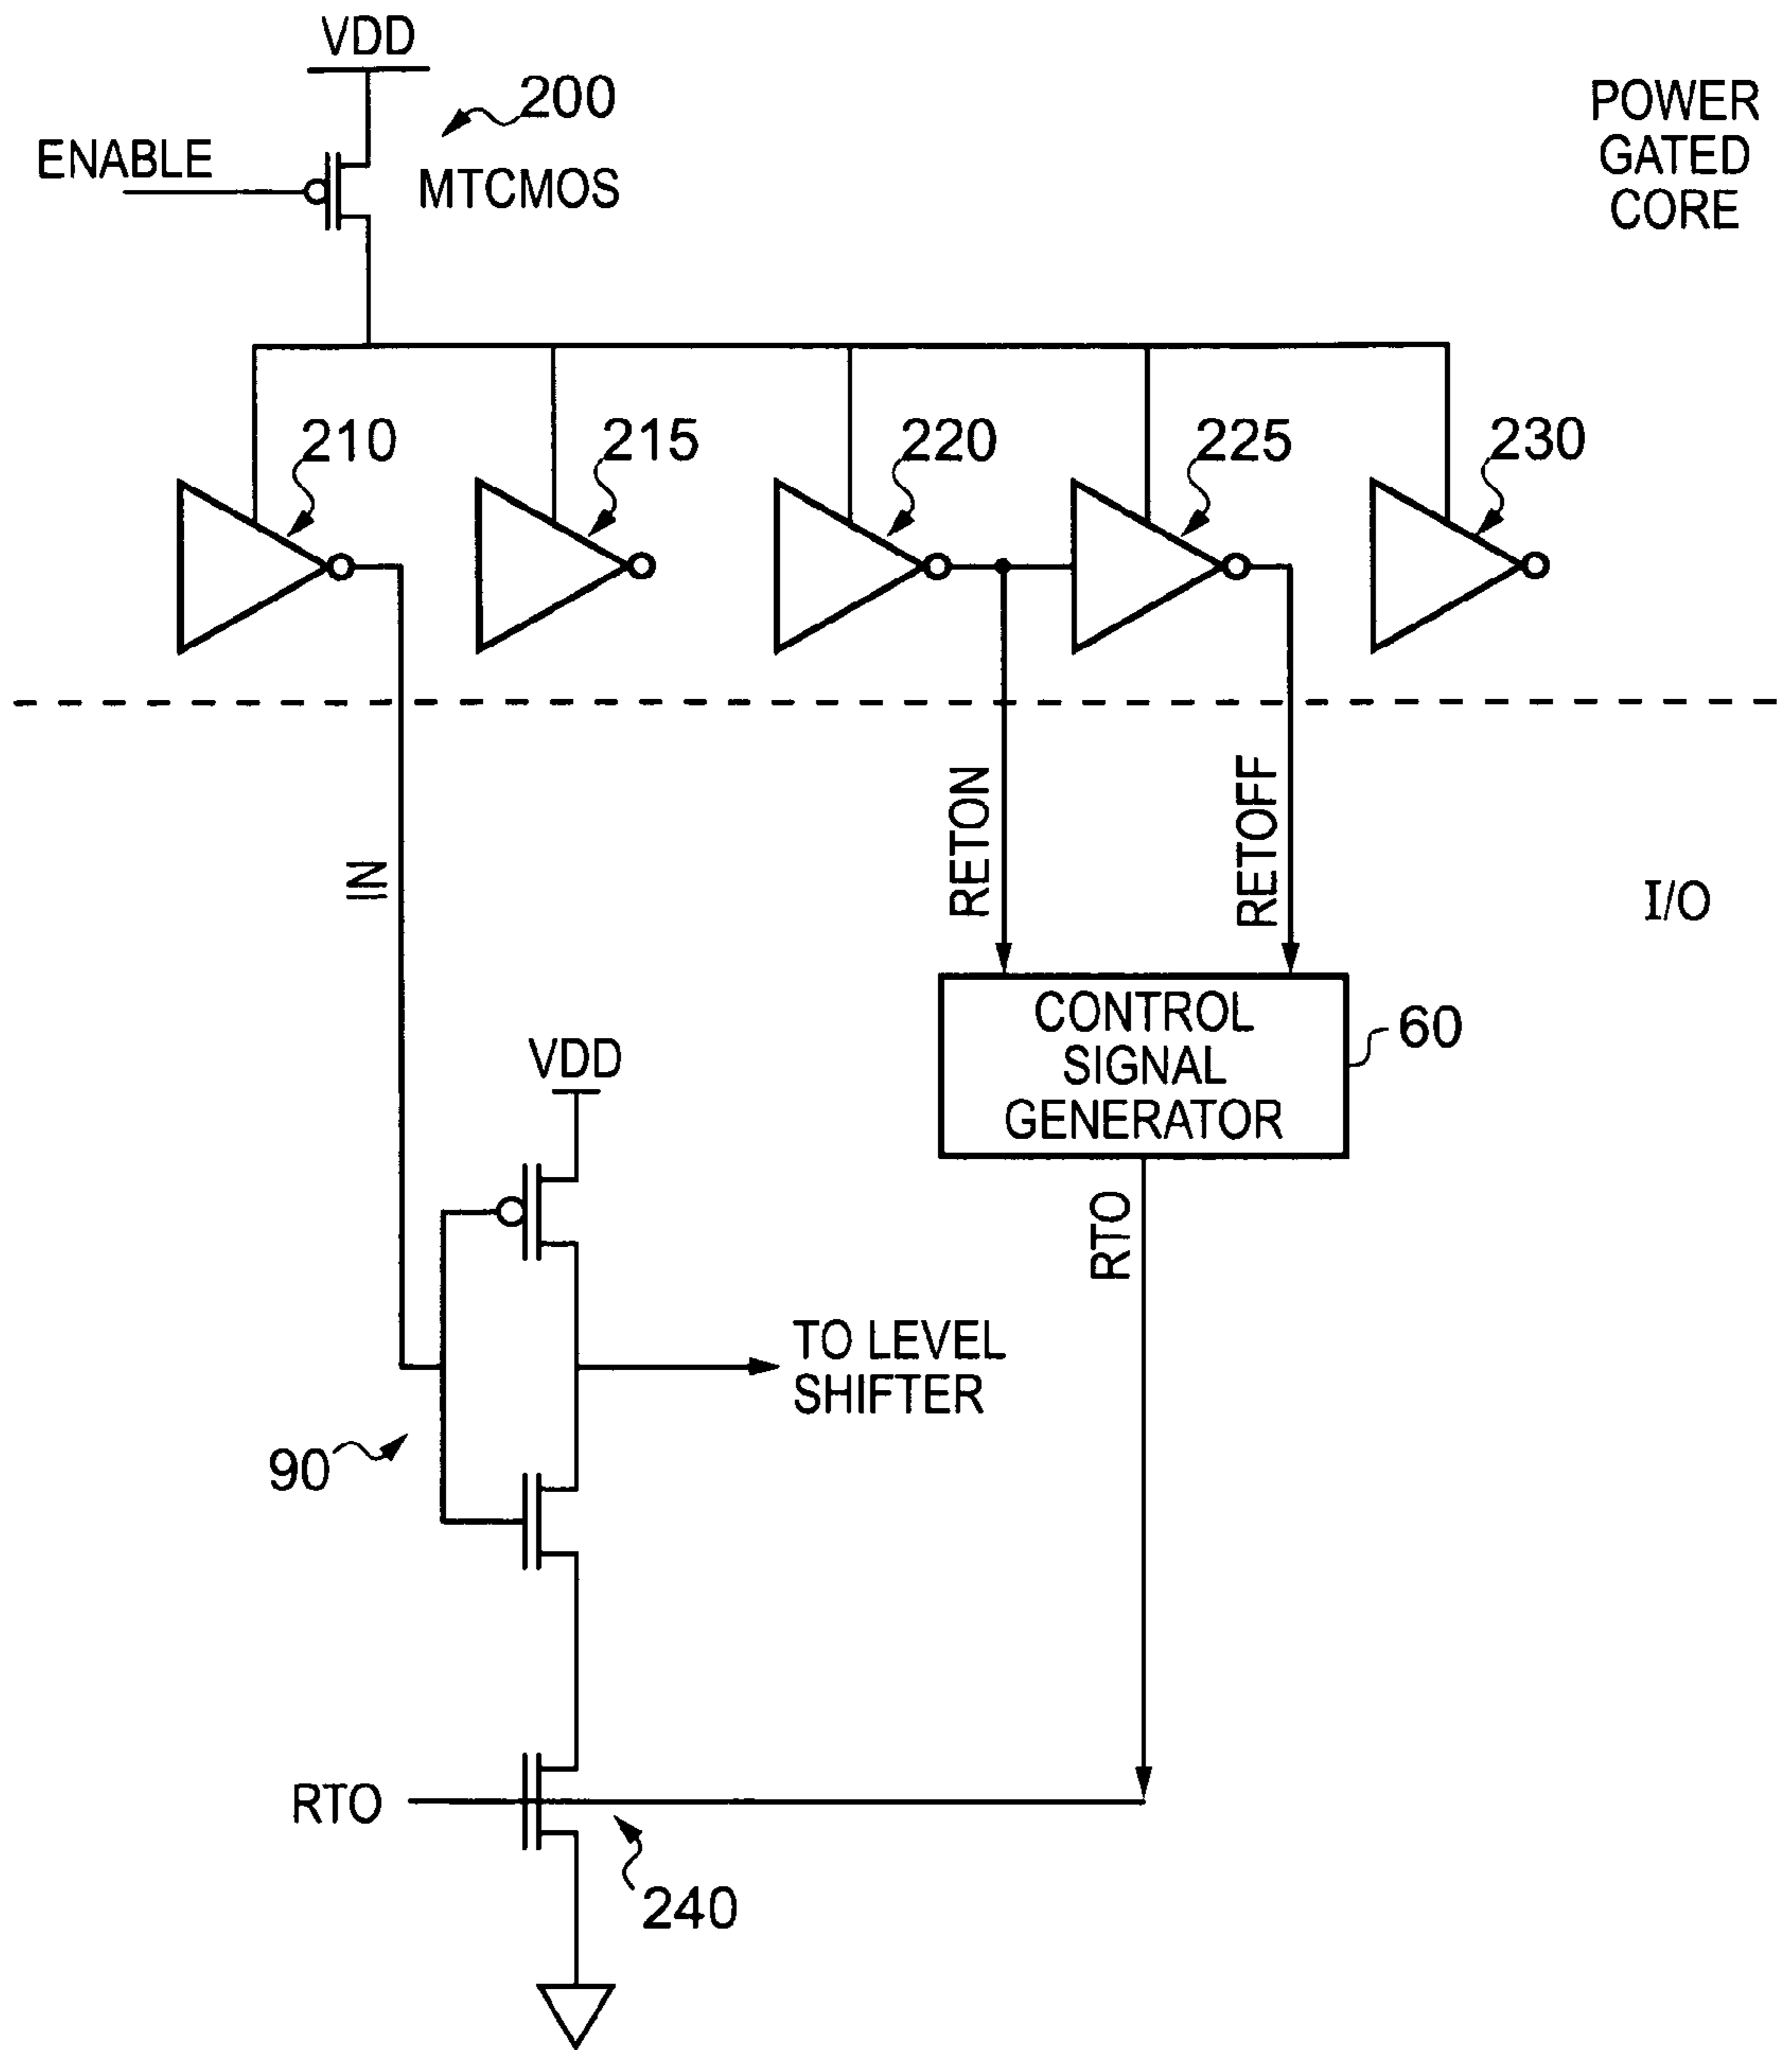 VDD
200
ENABLE
MTCMOS
POWER
GATED
CORE
210
215
220
225
230
IN
RETON
RETOFF
I/O
CONTROL
SIGNAL
GENERATOR
60
VDD
RTO
TO LEVEL
SHIFTER
90
RTO
240